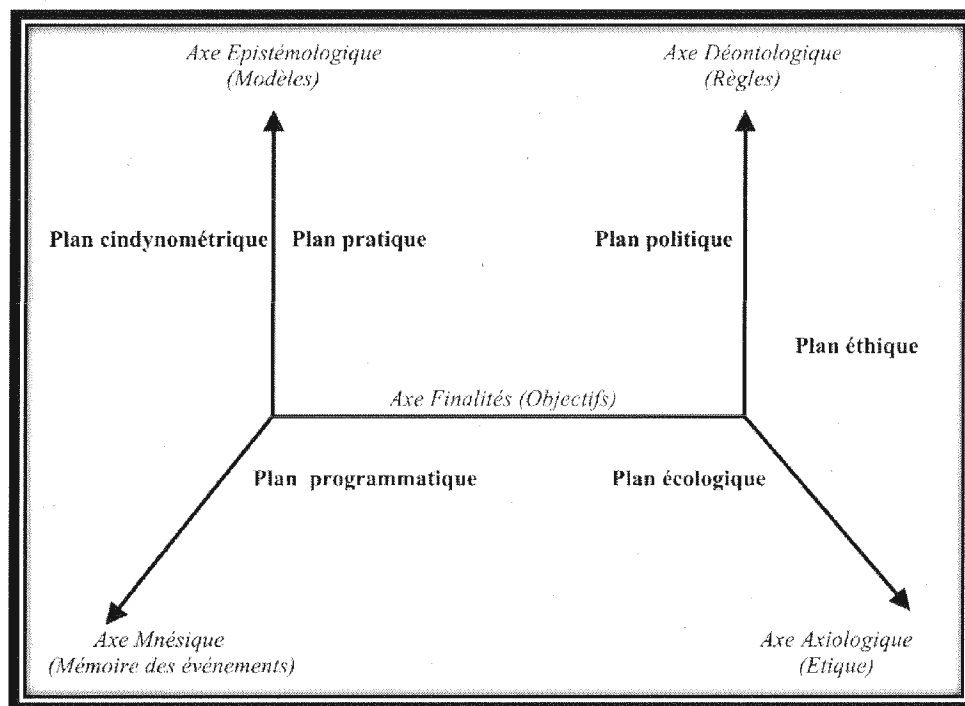 Axe Epistémologique
(Modèles)
Axe Déontologique
(Règles)
Plan cindynométrique
Plan pratique
Plan politique
Plan éthique
Axe Finalités (Objectifs)
Plan programmatique
Plan écologique
Axe Mnésique
(Mémoire des événements)
Axe Axiologique
(Etique)